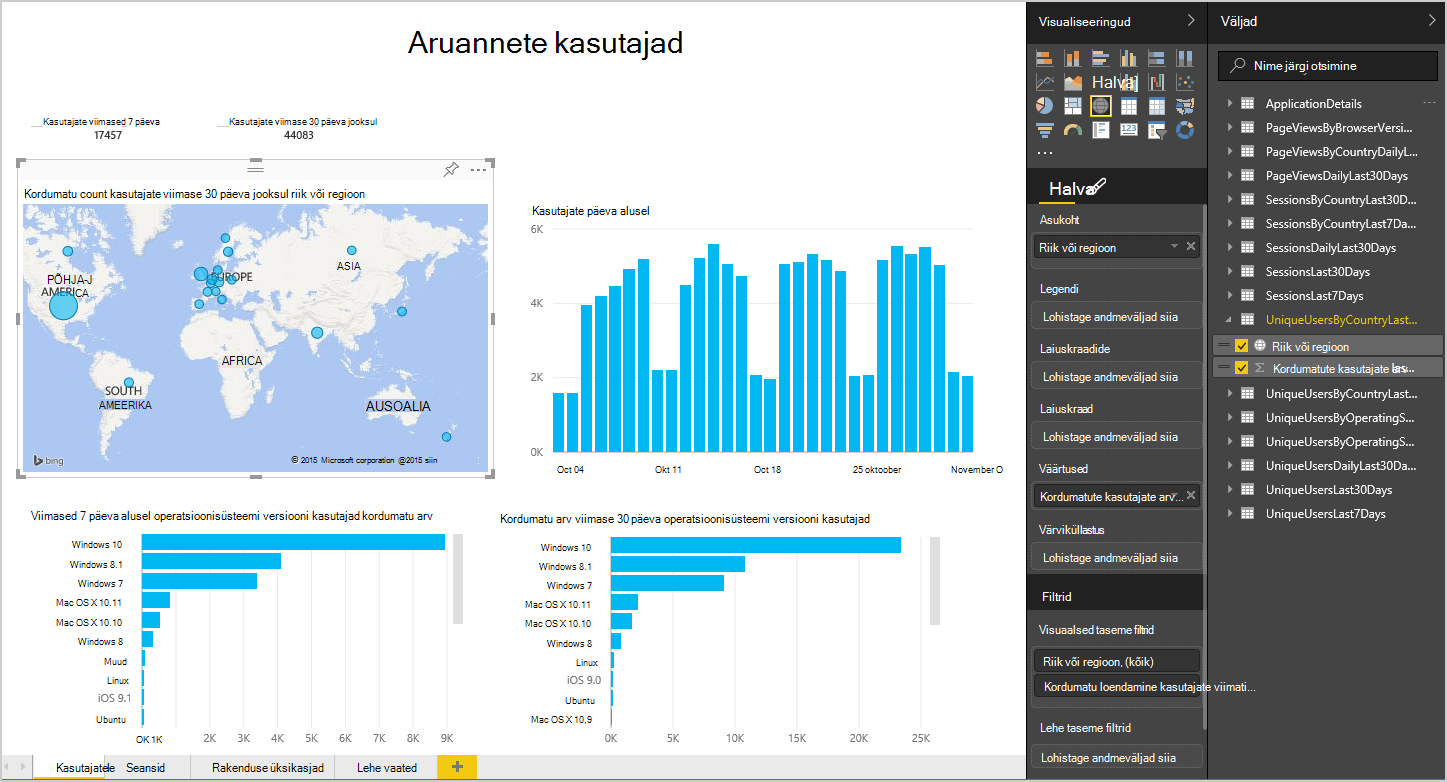 Aruannete kasutajad
Kasutajate viimased 7 päeva
17457
Kasutajate viimase 30 päeva jooksul
44083
Kordumatu count kasutajate viimase 30 päeva jooksul riik või regioon
PÕHJA-J
AMERICA
EUROPE
ASIA
AFRICA
SOUTH
AMEERIKA
AUSOALIA
bing
© 2015 Microsoft corporation @2015 siin
Kasutajate päeva alusel
6K
4K
2K
0K
Oct 04
Okt 11
Oct 18
25 oktoober
November O
Viimased 7 päeva alusel operatsioonisüsteemi versiooni kasutajad kordumatu arv
Windows 10
Windows 8.1
Windows 7
Mac OS X 10.11
Mac OS X 10.10
Windows 8
Muud
Linux
iOS 9.1
Ubuntu
OK 1K
2K
3K
4K
5K
6K
7K
8K
9K
Kordumatu arv viimase 30 päeva operatsioonisüsteemi versiooni kasutajad
Windows 10
Windows 8.1
Windows 7
Mac OS X 10.11
Mac OS X 10.10
Windows 8
Linux
iOS 9.0
Ubuntu
Mac OS X 10,9
0K
5K
10K
15K
20K
25K
Kasutajatele
Seansid
Rakenduse üksikasjad
Lehe vaated
Visualiseeringud
Halva
Halva
Asukoht
Riik või regioon
Legendi
Lohistage andmeväljad siia
Laiuskraadide
Lohistage andmeväljad siia
Laiuskraad
Lohistage andmeväljad siia
Väärtused
Kordumatute kasutajate arv...
Värviküllastus
Lohistage andmeväljad siia
Filtrid
Visuaalsed taseme filtrid
Riik või regioon, (kõik)
Kordumatu loendamine kasutajate viimati...
Lehe taseme filtrid
Lohistage andmeväljad siia
Väljad
Nime järgi otsimine
ApplicationDetails
PageViewsByBrowserVersi...
PageViewsByCountryDailyL...
PageViewsDailyLast30Days
SessionsByCountryLast30D...
SessionsByCountryLast7Da...
SessionsDailyLast30Days
SessionsLast30Days
SessionsLast7Days
UniqueUsersByCountryLast...
Riik või regioon
Kordumatute kasutajate
UniqueUsersByCountryLast...
UniqueUsersByOperatingS...
UniqueUsersByOperatingS...
UniqueUsersDailyLast30Da...
UniqueUsersLast30Days
UniqueUsersLast7Days